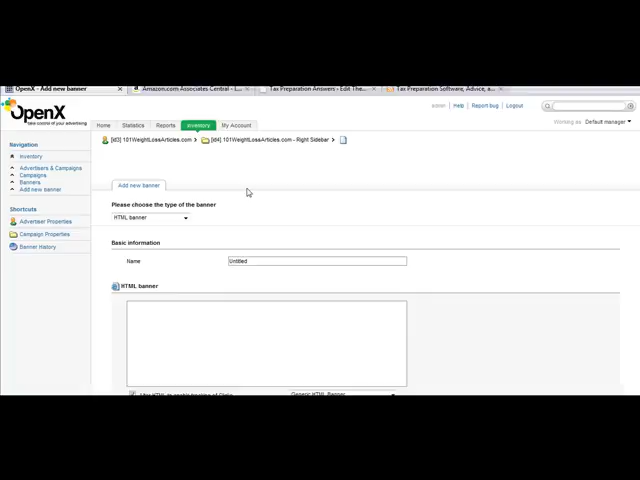 OpenX - Add new banner
Amazon.com Associates Central - L...
Tax Preparation Answers - Edit The...
Tax Preparation Software, Advice, a...
OpenX
take control of your advertising
admin Help Report bug Logout
Home Statistics Reports Inventory My Account
Working as Default manager
Navigation
Inventory
Advertisers & Campaigns
Campaigns
Banners
Add new banner
Shortcuts
Advertiser Properties
Campaign Properties
Banner History
[id3] 101WeightLossArticles.com
[id4] 101WeightLossArticles.com - Right Sidebar
Add new banner
Please choose the type of the banner
HTML banner
Basic information
Name Untitled
HTML banner
Generic HTML Banner